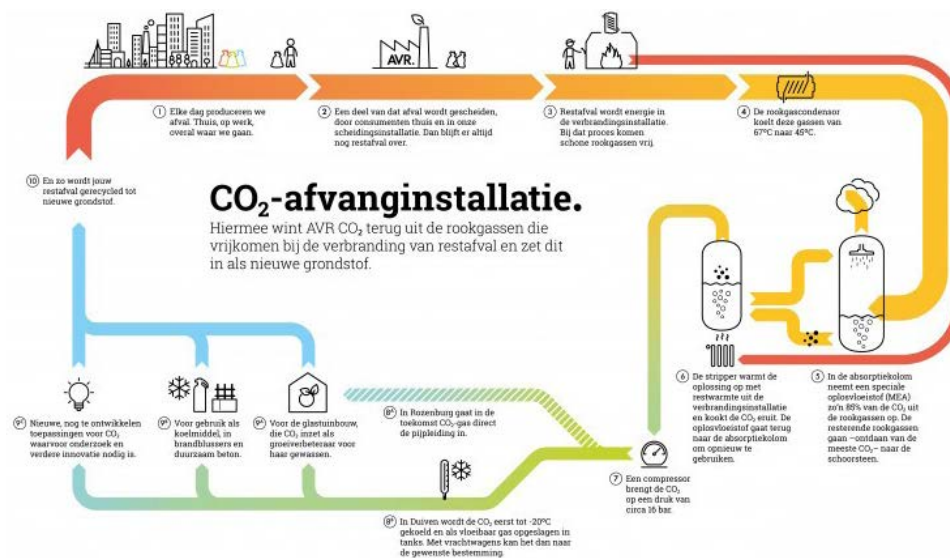 AVR.
① Elke dag produceren we
afval. Thuis, op werk,
overal waar we gaan.
② Een deel van dat afval wordt gescheiden,
door consumenten thuis en in onze
scheidingsinstallatie. Dan blijft er altijd
nog restafval over.
③ Restafval wordt energie in
de verbrandingsinstallatie.
Bij dat proces komen
schone rookgassen vrij.
④ De rookgascondensor
koelt deze gassen van
67ºC naar 45ºC.
⑩ En zo wordt jouw
restafval gerecycled tot
nieuwe grondstof.
CO₂-afvanginstallatie.
Hiermee wint AVR CO₂ terug uit de rookgassen die
vrijkomen bij de verbranding van restafval en zet dit
in als nieuwe grondstof.
⑥ De stripper warmt de
oplossing op met
restwarmte uit de
verbrandingsinstallatie
en kookt de CO₂ eruit. De
oplosvloeistof gaat terug
naar de absorptiekolom
om opnieuw te
gebruiken.
⑤ In de absorptiekolom
neemt een speciale
oplosvloeistof (MEA)
zo'n 85% van de CO₂ uit
de rookgassen op. De
resterende rookgassen
gaan –ontdaan van de
meeste CO₂– naar de
schoorsteen.
Nieuwe, nog te ontwikkelen
toepassingen voor CO₂
waarvoor onderzoek en
verdere innovatie nodig is.
Voor gebruik als
koelmiddel, in
brandblussers en
duurzaam beton.
Voor de glastuinbouw,
die CO₂ inzet als
groeiverbeteraar voor
haar gewassen.
In Rozenburg gaat in de
toekomst CO₂-gas direct
de pijpleiding in.
⑦ Een compressor
brengt de CO₂
op een druk van
circa 16 bar.
In Duiven wordt de CO₂ eerst tot -20ºC
gekoeld en als vloeibaar gas opgeslagen in
tanks. Met vrachtwagens kan het dan naar
de gewenste bestemming.